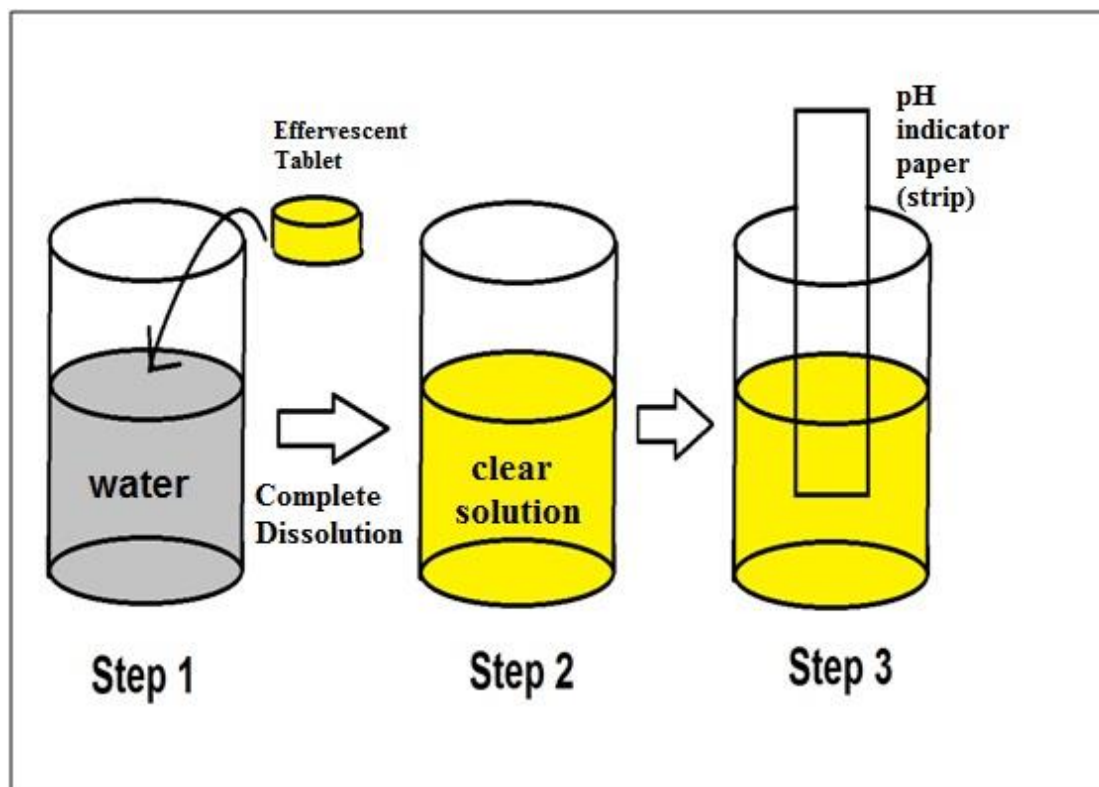 Effervescent
Tablet
pH
indicator
paper
(strip)
water
Complete
Dissolution
clear
solution
Step 1
Step 2
Step 3